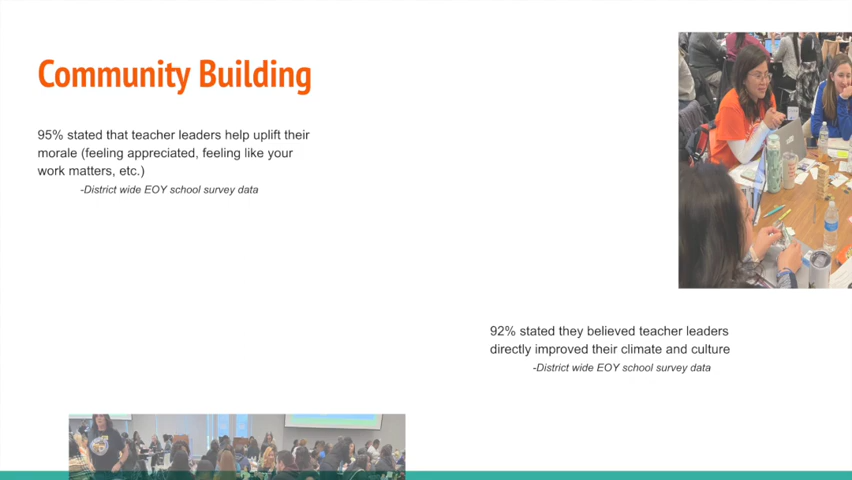 Community Building
95% stated that teacher leaders help uplift their
morale (feeling appreciated, feeling like your
work matters, etc.)
-District wide EOY school survey data
92% stated they believed teacher leaders
directly improved their climate and culture
-District wide EOY school survey data